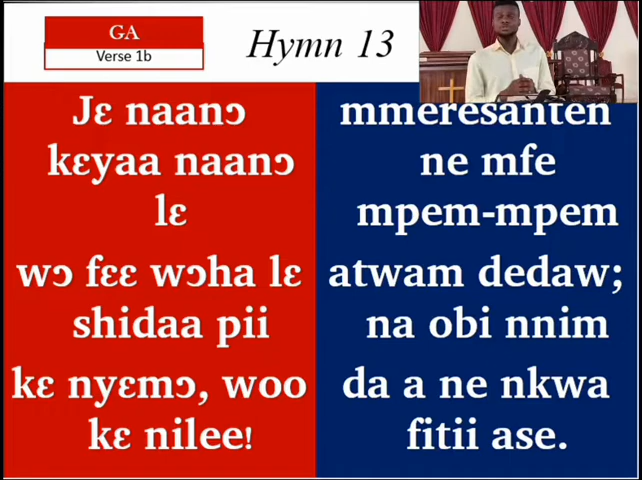 GA
Verse 1b
Hymn 13
Jɛ naanɔ
kɛyaa naanɔ
lɛ
wɔ fɛɛ wɔha lɛ
shidaa pii
kɛ nyɛmɔ, woo
kɛ nilee!
mmeresanten
ne mfe
mpem-mpem
atwam dedaw;
na obi nnim
da a ne nkwa
fitii ase.